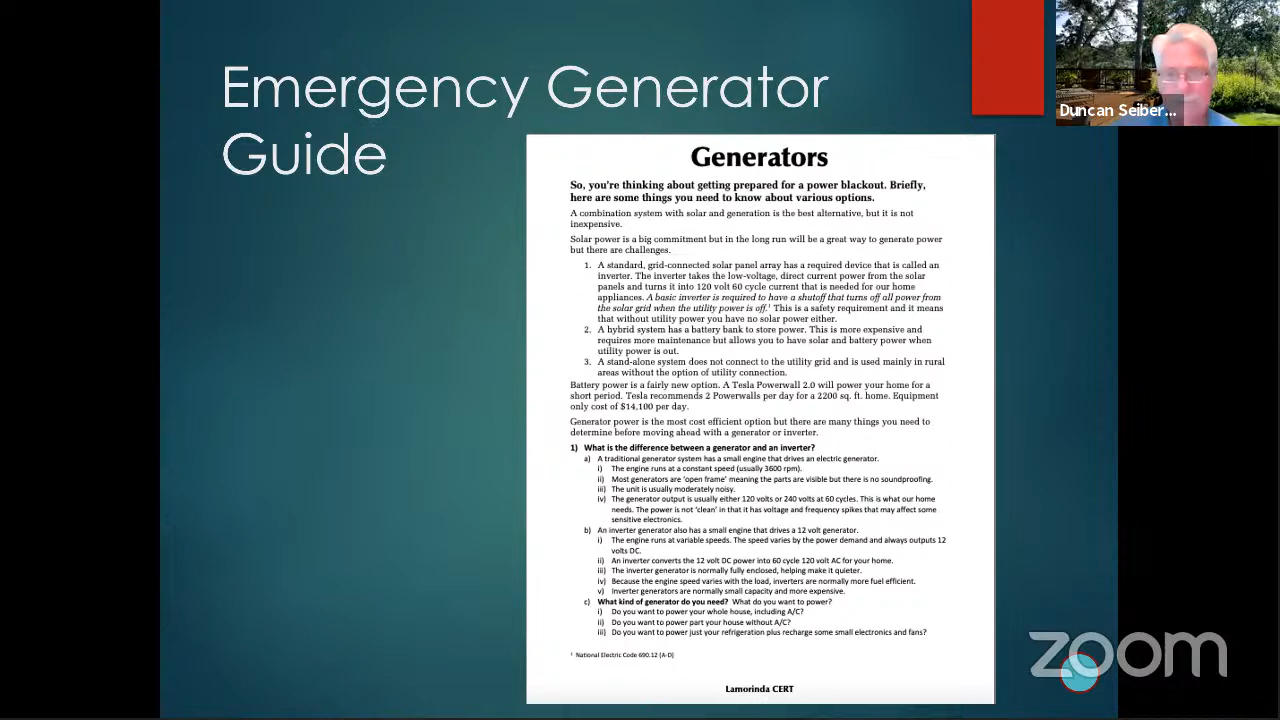 Emergency Generator
Guide
Duncan Seiber...
Generators
So, you're thinking about getting prepared for a power blackout. Briefly,
here are some things you need to know about various options.
A combination system with solar and generation is the best alternative, but it is not
inexpensive.
Solar power is a big commitment but in the long run will be a great way to generate power
but there are challenges.
1. A standard, grid-connected solar panel array has a required device that is called an
inverter. The inverter takes the low-voltage, direct current power from the solar
panels and turns it into 120 volt 60 cycle current that is needed for our home
appliances. A basic inverter is required to have a shutoff that turns off all power from
the solar grid when the utility power is off.¹ This is a safety requirement and it means
that without utility power you have no solar power either.
2. A hybrid system has a battery bank to store power. This is more expensive and
requires more maintenance but allows you to have solar and battery power when
utility power is out.
3. A stand-alone system does not connect to the utility grid and is used mainly in rural
areas without the option of utility connection.
Battery power is a fairly new option. A Tesla Powerwall 2.0 will power your home for a
short period. Tesla recommends 2 Powerwalls per day for a 2200 sq. ft. home. Equipment
only cost of $14,100 per day.
Generator power is the most cost efficient option but there are many things you need to
determine before moving ahead with a generator or inverter.
1) What is the difference between a generator and an inverter?
a) A traditional generator system has a small engine that drives an electric generator.
i) The engine runs at a constant speed (usually 3600 rpm).
ii) Most generators are 'open frame' meaning the parts are visible but there is no soundproofing.
iii) The unit is usually moderately noisy.
iv) The generator output is usually either 120 volts or 240 volts at 60 cycles. This is what our home
needs. The power is not 'clean' in that it has voltage and frequency spikes that may affect some
sensitive electronics.
b) An inverter generator also has a small engine that drives a 12 volt generator.
i) The engine runs at variable speeds. The speed varies by the power demand and always outputs 12
volts DC.
ii) An inverter converts the 12 volt DC power into 60 cycle 120 volt AC for your home.
iii) The inverter generator is normally fully enclosed, helping make it quieter.
iv) Because the engine speed varies with the load, inverters are normally more fuel efficient.
v) Inverter generators are normally small capacity and more expensive.
c) What kind of generator do you need? What do you want to power?
i) Do you want to power your whole house, including A/C?
ii) Do you want to power part your house without A/C?
iii) Do you want to power just your refrigeration plus recharge some small electronics and fans?
¹ National Electric Code 690.12 (A-D)
Lamorinda CERT
zoom